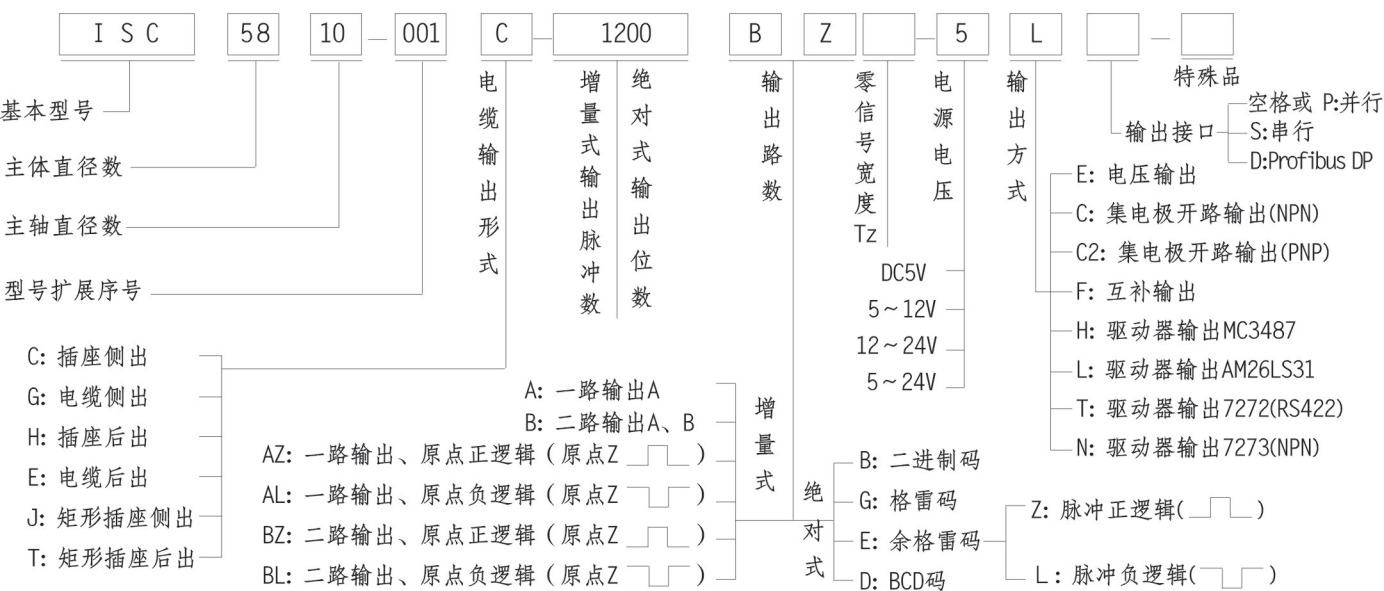 ISC 58 10 — 001 C — 1200 B Z — 5 L —
基本型号
主体直径数
主轴直径数
型号扩展序号
电缆输出形式
C: 插座侧出
G: 电缆侧出
H: 插座后出
E: 电缆后出
J: 矩形插座侧出
T: 矩形插座后出
增量式输出脉冲数
绝对式输出位数
输出路数
增量式
A: 一路输出A
B: 二路输出A、B
AZ: 一路输出、原点正逻辑（原点Z ）
AL: 一路输出、原点负逻辑（原点Z ）
BZ: 二路输出、原点正逻辑（原点Z ）
BL: 二路输出、原点负逻辑（原点Z ）
绝对式
B: 二进制码
G: 格雷码
E: 余格雷码
D: BCD码
Z: 脉冲正逻辑( )
L: 脉冲负逻辑( )
零信号宽度Tz
电源电压
DC5V
5～12V
12～24V
5～24V
输出方式
E: 电压输出
C: 集电极开路输出(NPN)
C2: 集电极开路输出(PNP)
F: 互补输出
H: 驱动器输出MC3487
L: 驱动器输出AM26LS31
T: 驱动器输出7272(RS422)
N: 驱动器输出7273(NPN)
输出接口
空格或 P:并行
S:串行
D:Profibus DP
特殊品